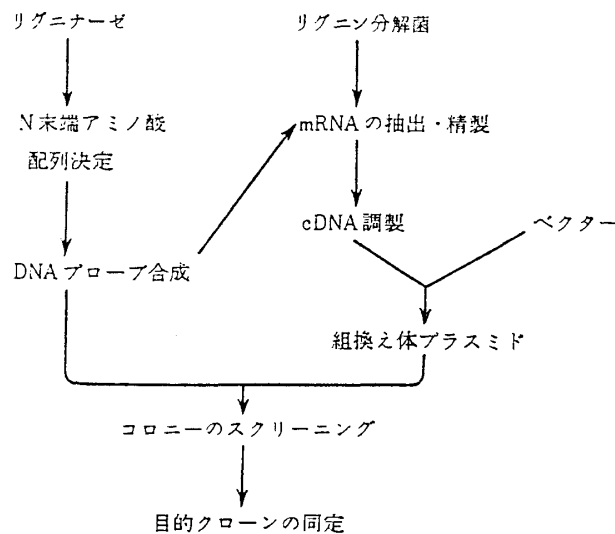 リグニナーゼ
リグニン分解菌
N末端アミノ酸
配列決定
mRNAの抽出・精製
cDNA調製
ベクター
DNAプローブ合成
組換え体プラスミド
コロニーのスクリーニング
目的クローンの同定